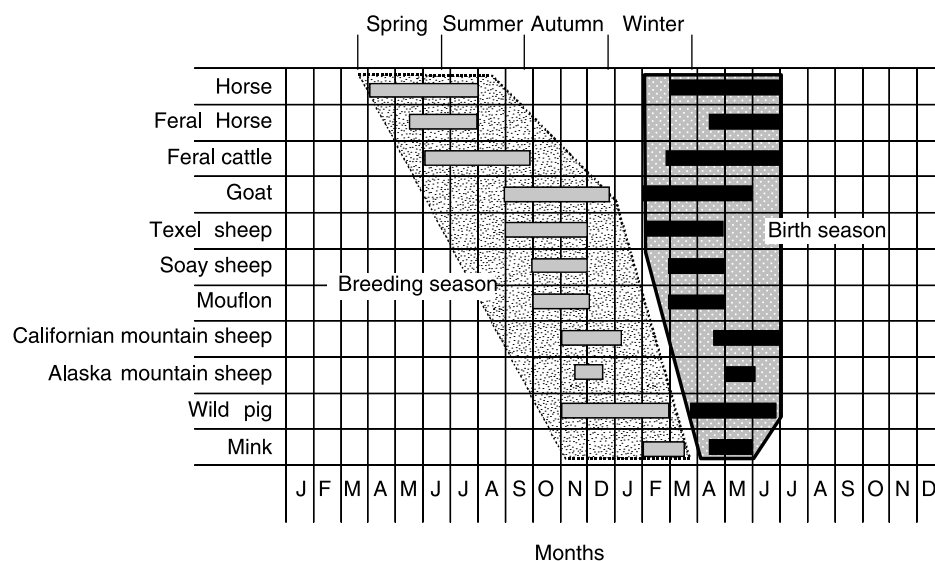 Spring Summer Autumn Winter
Horse
Feral Horse
Feral cattle
Goat
Texel sheep
Birth season
Soay sheep
Breeding season
Mouflon
Californian mountain sheep
Alaska mountain sheep
Wild pig
Mink
J F M A M J J A S O N D J F M A M J J A S O N D
Months